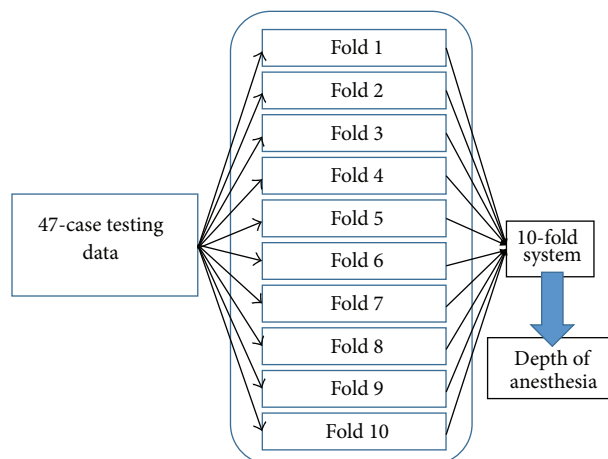 47-case testing
data
Fold 1
Fold 2
Fold 3
Fold 4
Fold 5
Fold 6
Fold 7
Fold 8
Fold 9
Fold 10
10-fold
system
Depth of
anesthesia